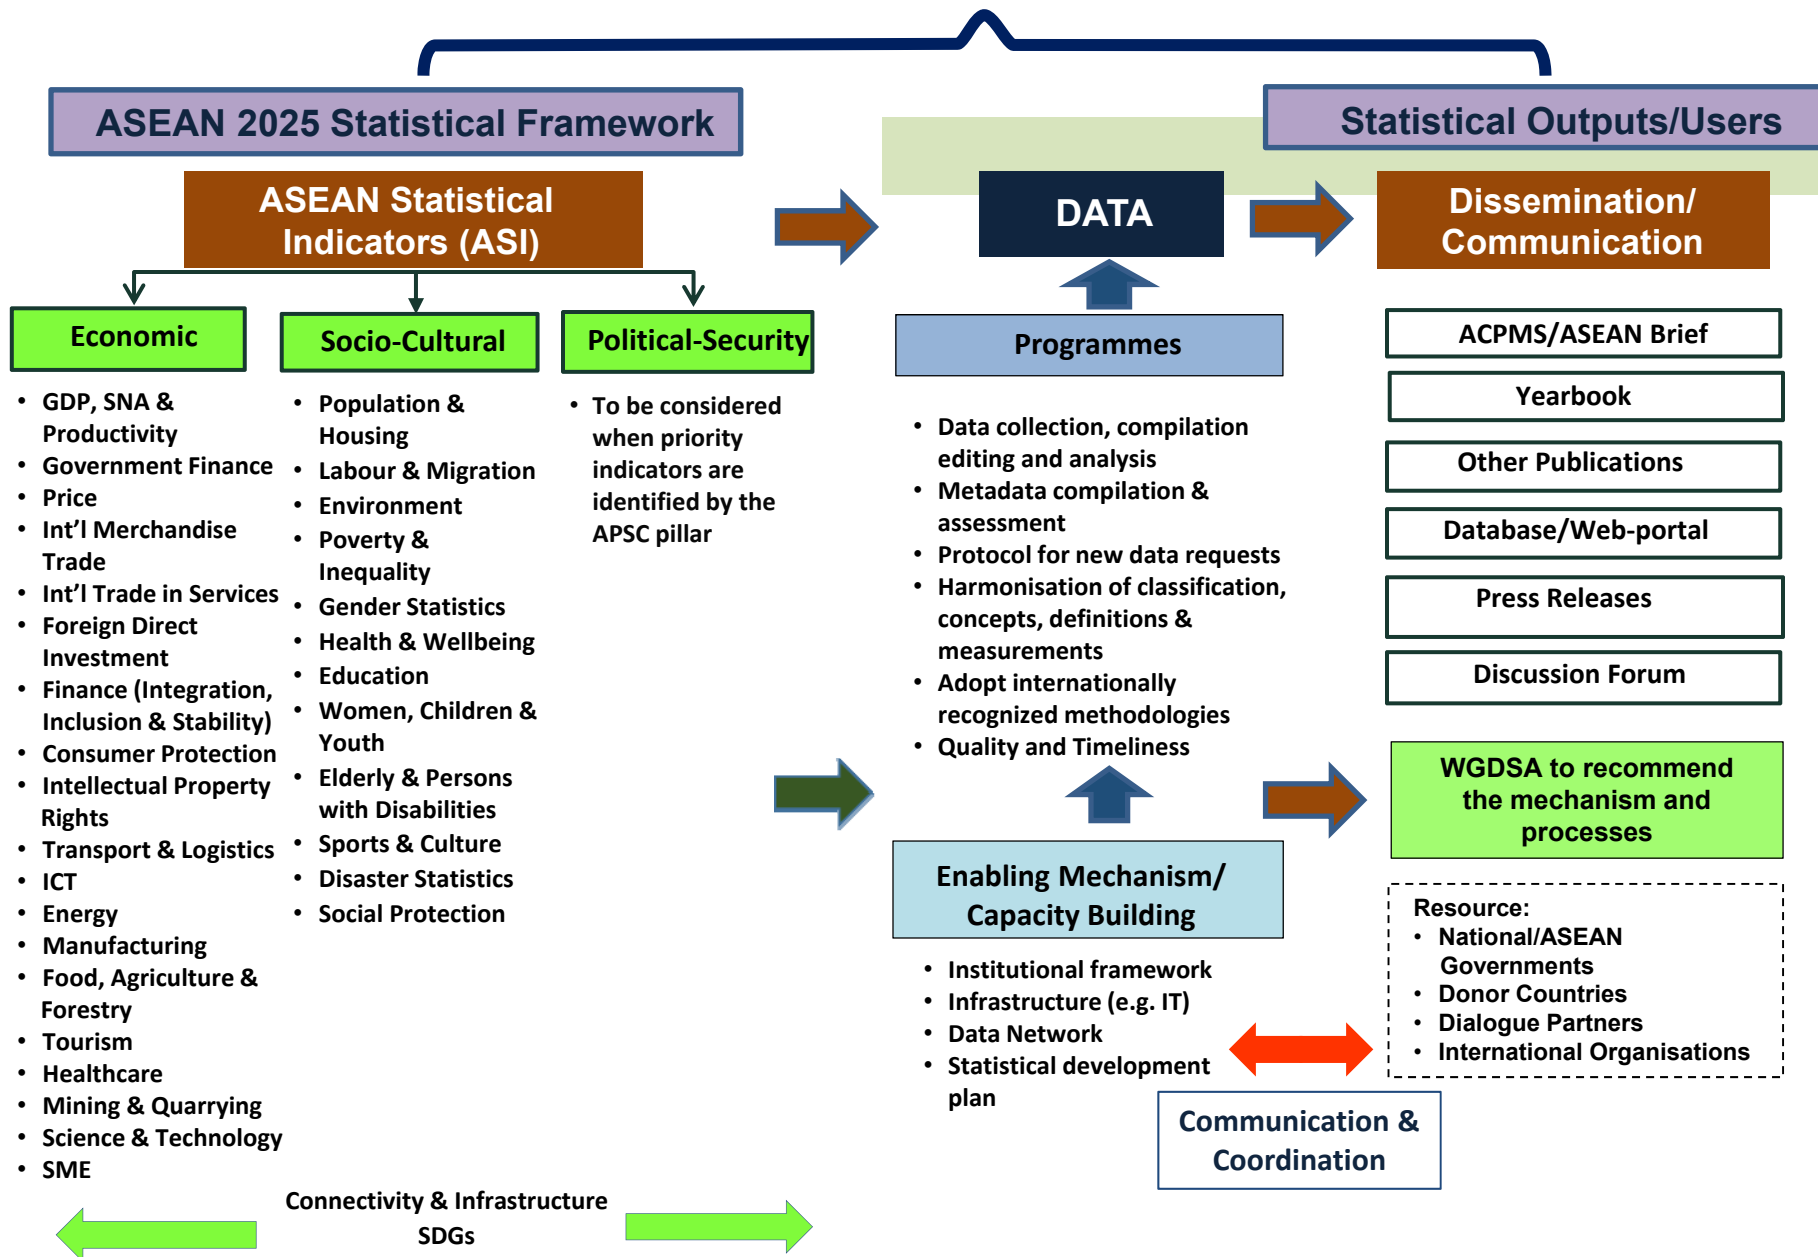 ASEAN 2025 Statistical Framework
Statistical Outputs/Users
ASEAN Statistical
Indicators (ASI)
DATA
Dissemination/
Communication
Economic
• GDP, SNA &
Productivity
• Government Finance
• Price
• Int’l Merchandise
Trade
• Int’l Trade in Services
• Foreign Direct
Investment
• Finance (Integration,
Inclusion & Stability)
• Consumer Protection
• Intellectual Property
Rights
• Transport & Logistics
• ICT
• Energy
• Manufacturing
• Food, Agriculture &
Forestry
• Tourism
• Healthcare
• Mining & Quarrying
• Science & Technology
• SME
Socio-Cultural
• Population &
Housing
• Labour & Migration
• Environment
• Poverty &
Inequality
• Gender Statistics
• Health & Wellbeing
• Education
• Women, Children &
Youth
• Elderly & Persons
with Disabilities
• Sports & Culture
• Disaster Statistics
• Social Protection
Political-Security
• To be considered
when priority
indicators are
identified by the
APSC pillar
Connectivity & Infrastructure
SDGs
Programmes
• Data collection, compilation
editing and analysis
• Metadata compilation &
assessment
• Protocol for new data requests
• Harmonisation of classification,
concepts, definitions &
measurements
• Adopt internationally
recognized methodologies
• Quality and Timeliness
Enabling Mechanism/
Capacity Building
• Institutional framework
• Infrastructure (e.g. IT)
• Data Network
• Statistical development
plan
ACPMS/ASEAN Brief
Yearbook
Other Publications
Database/Web-portal
Press Releases
Discussion Forum
WGDSA to recommend
the mechanism and
processes
Resource:
• National/ASEAN
Governments
• Donor Countries
• Dialogue Partners
• International Organisations
Communication &
Coordination